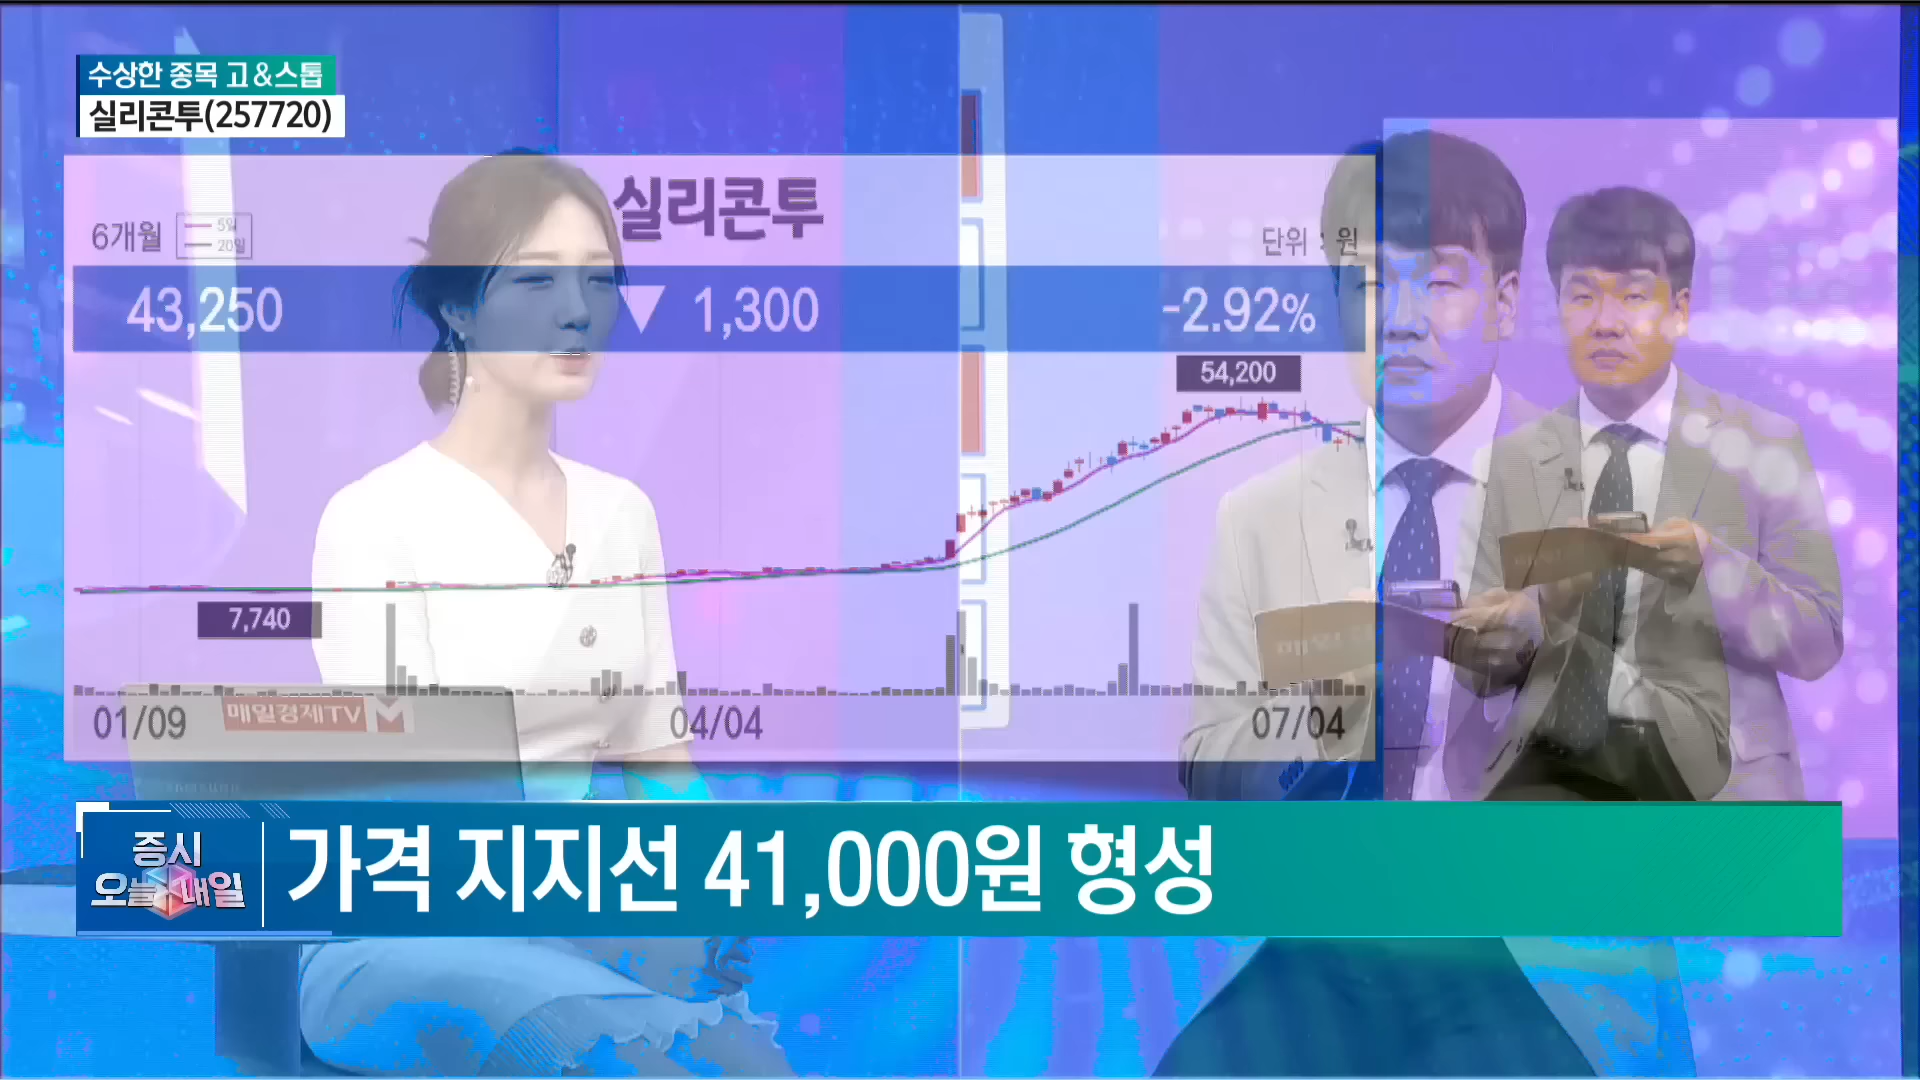 수상한 종목 고&스톱
실리콘투(257720)
실리콘투
6개월
5일
20일
단위 : 원
43,250 ▼ 1,300 -2.92%
54,200
7,740
01/09 04/04 07/04
매일경제TV M
증시
오늘 매일
가격 지지선 41,000원 형성